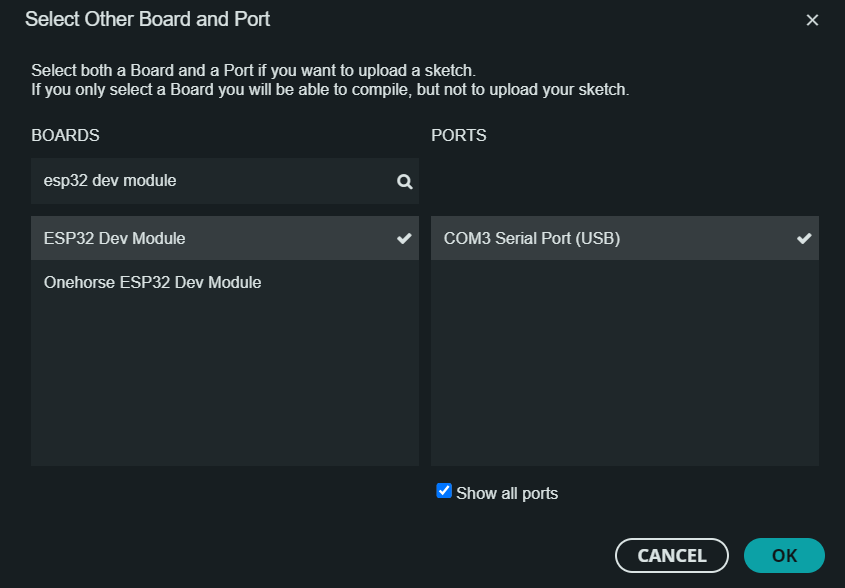 Select Other Board and Port
Select both a Board and a Port if you want to upload a sketch.
If you only select a Board you will be able to compile, but not to upload your sketch.
BOARDS
PORTS
esp32 dev module
ESP32 Dev Module
COM3 Serial Port (USB)
Onehorse ESP32 Dev Module
Show all ports
CANCEL
OK